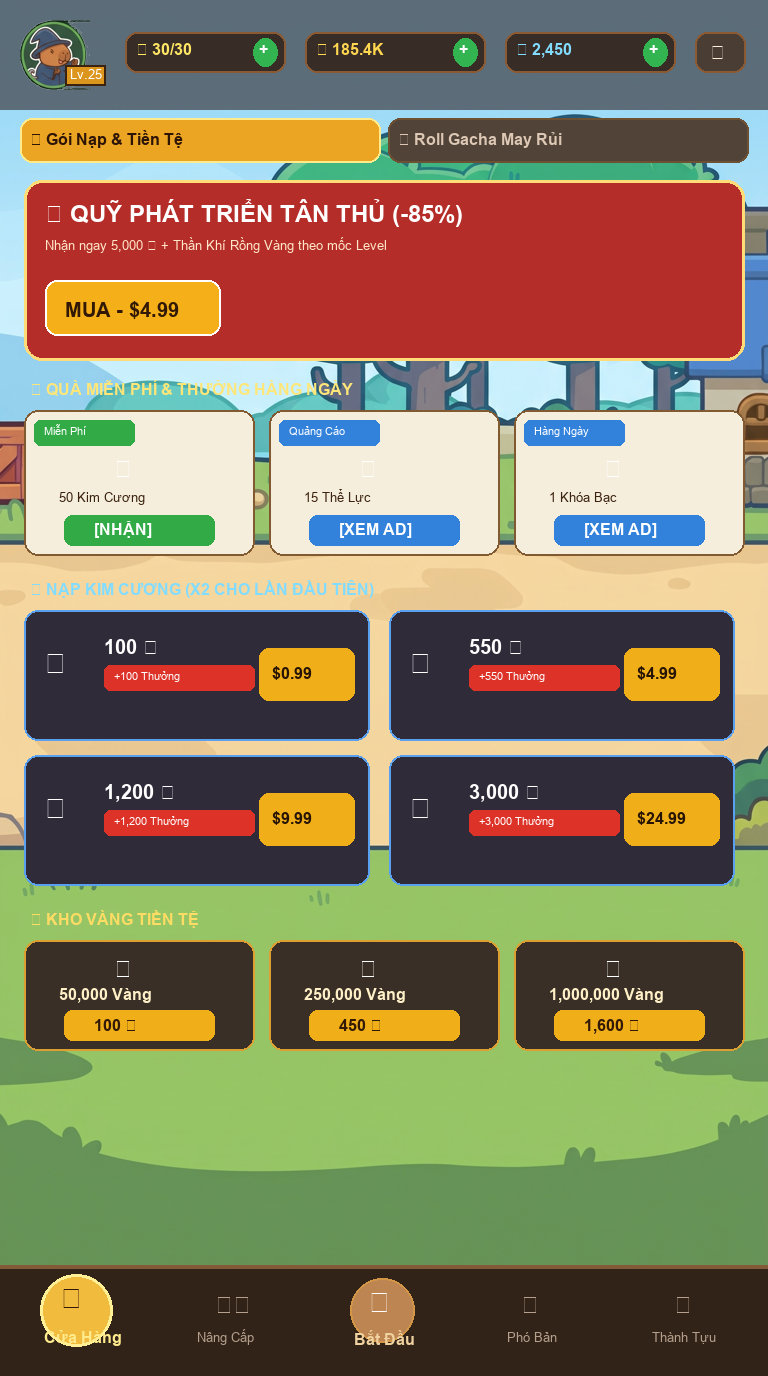 Lv.25
30/30 +
185.4K +
2,450 +
Gói Nạp & Tiền Tệ
Roll Gacha May Rủi
QUỸ PHÁT TRIỂN TÂN THỦ (-85%)
Nhận ngay 5,000 + Thần Khí Rồng Vàng theo mốc Level
MUA - $4.99
QUÀ MIỄN PHÍ & THƯỞNG HÀNG NGÀY
Miễn Phí
50 Kim Cương
[NHẬN]
Quảng Cáo
15 Thể Lực
[XEM AD]
Hàng Ngày
1 Khóa Bạc
[XEM AD]
NẠP KIM CƯƠNG (X2 CHO LẦN ĐẦU TIÊN)
100
+100 Thưởng
$0.99
550
+550 Thưởng
$4.99
1,200
+1,200 Thưởng
$9.99
3,000
+3,000 Thưởng
$24.99
KHO VÀNG TIỀN TỆ
50,000 Vàng
100
250,000 Vàng
450
1,000,000 Vàng
1,600
Cửa Hàng
Nâng Cấp
Bắt Đầu
Phó Bản
Thành Tựu